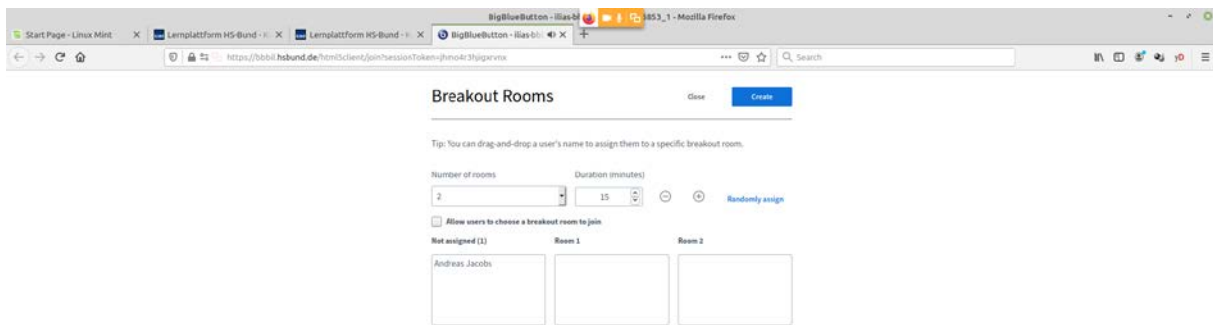 BigBlueButton - ilias-bl 853_1 - Mozilla Firefox
Start Page - Linux Mint
Lernplattform HS-Bund -
Lernplattform HS-Bund -
BigBlueButton - ilias-bbl
https://bbbil.hsbund.de/html5client/join?sessionToken=
Search
Breakout Rooms
Close
Create
Tip: You can drag-and-drop a user's name to assign them to a specific breakout room.
Number of rooms
Duration (minutes)
2
15
Randomly assign
Allow users to choose a breakout room to join
Not assigned (1)
Room 1
Room 2
Andreas Jacobs